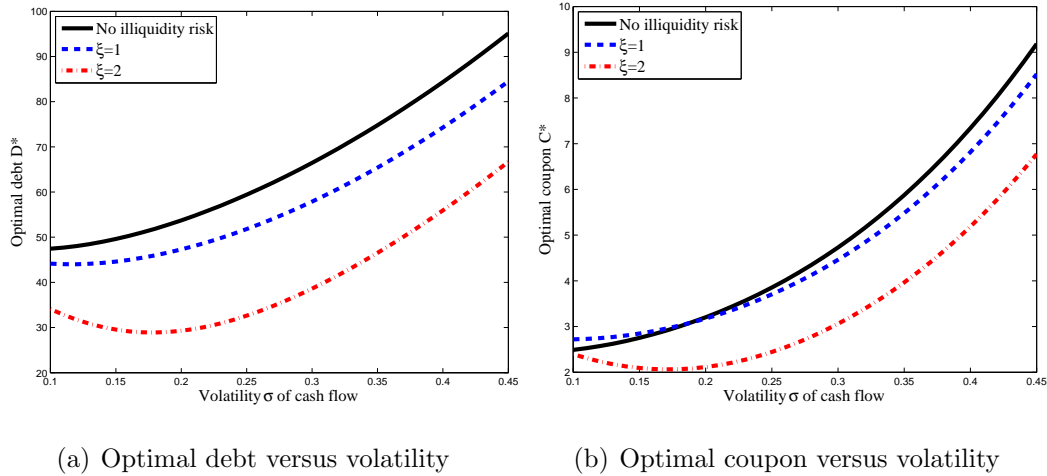 No illiquidity risk
ξ=1
ξ=2
100
90
80
70
60
50
40
30
20
Optimal debt D*
0.1 0.15 0.2 0.25 0.3 0.35 0.4 0.45
Volatility σ of cash flow
(a) Optimal debt versus volatility
No illiquidity risk
ξ=1
ξ=2
10
9
8
7
6
5
4
3
2
Optimal coupon C*
0.1 0.15 0.2 0.25 0.3 0.35 0.4 0.45
Volatility σ of cash flow
(b) Optimal coupon versus volatility